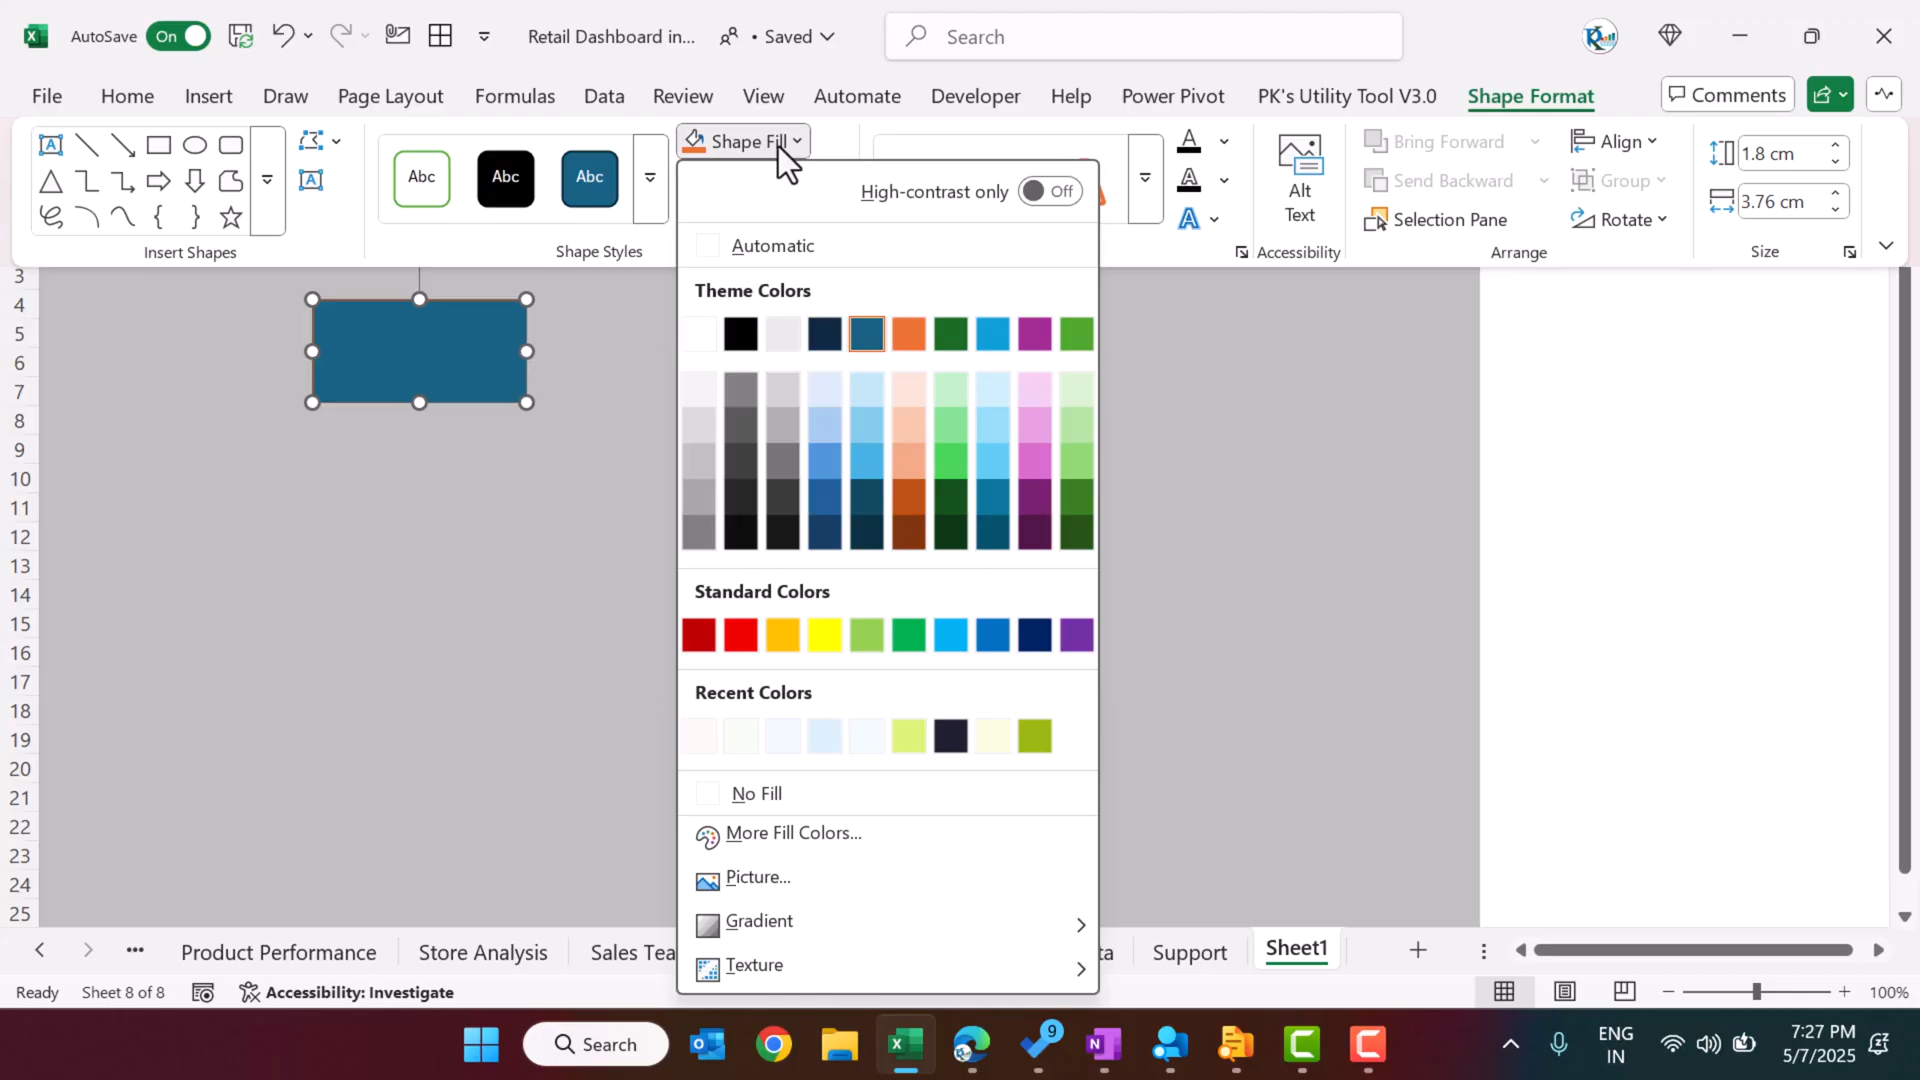 AutoSave On Retail Dashboard in... • Saved Search
File Home Insert Draw Page Layout Formulas Data Review View Automate Developer Help Power Pivot PK's Utility Tool V3.0 Shape Format Comments
Abc Abc Abc
Shape Fill
Alt Text
Bring Forward
Send Backward
Selection Pane
Align
Group
Rotate
1.8 cm
3.76 cm
Insert Shapes Shape Styles Accessibility Arrange Size
High-contrast only Off
Automatic
Theme Colors
Standard Colors
Recent Colors
No Fill
More Fill Colors...
Picture...
Gradient
Texture
3
4
5
6
7
8
9
10
11
12
13
14
15
16
17
18
19
20
21
22
23
24
25
Product Performance Store Analysis Sales Tea ta Support Sheet1
Ready Sheet 8 of 8 Accessibility: Investigate 100%
Search 9 ENG IN 7:27 PM 5/7/2025